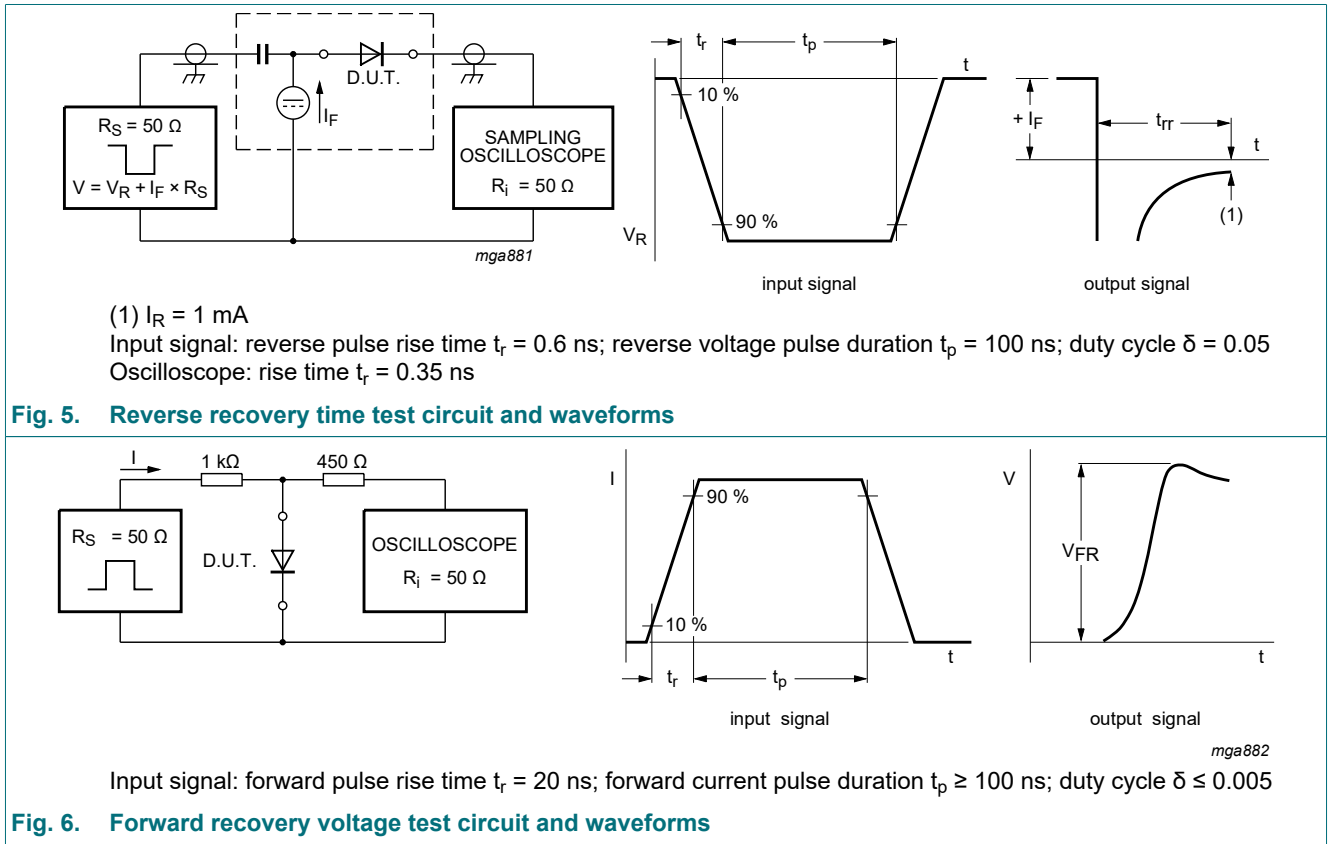 D.U.T.
I_F
R_S = 50 Ω
V = V_R + I_F × R_S
SAMPLING
OSCILLOSCOPE
R_i = 50 Ω
mga881
t_r
t_p
t
10 %
90 %
V_R
input signal
+ I_F
t_rr
t
(1)
output signal
(1) I_R = 1 mA
Input signal: reverse pulse rise time t_r = 0.6 ns; reverse voltage pulse duration t_p = 100 ns; duty cycle δ = 0.05
Oscilloscope: rise time t_r = 0.35 ns
Fig. 5. Reverse recovery time test circuit and waveforms
I
1 kΩ
450 Ω
R_S = 50 Ω
D.U.T.
OSCILLOSCOPE
R_i = 50 Ω
I
90 %
10 %
t
t_r
t_p
input signal
V
V_FR
t
output signal
mga882
Input signal: forward pulse rise time t_r = 20 ns; forward current pulse duration t_p ≥ 100 ns; duty cycle δ ≤ 0.005
Fig. 6. Forward recovery voltage test circuit and waveforms